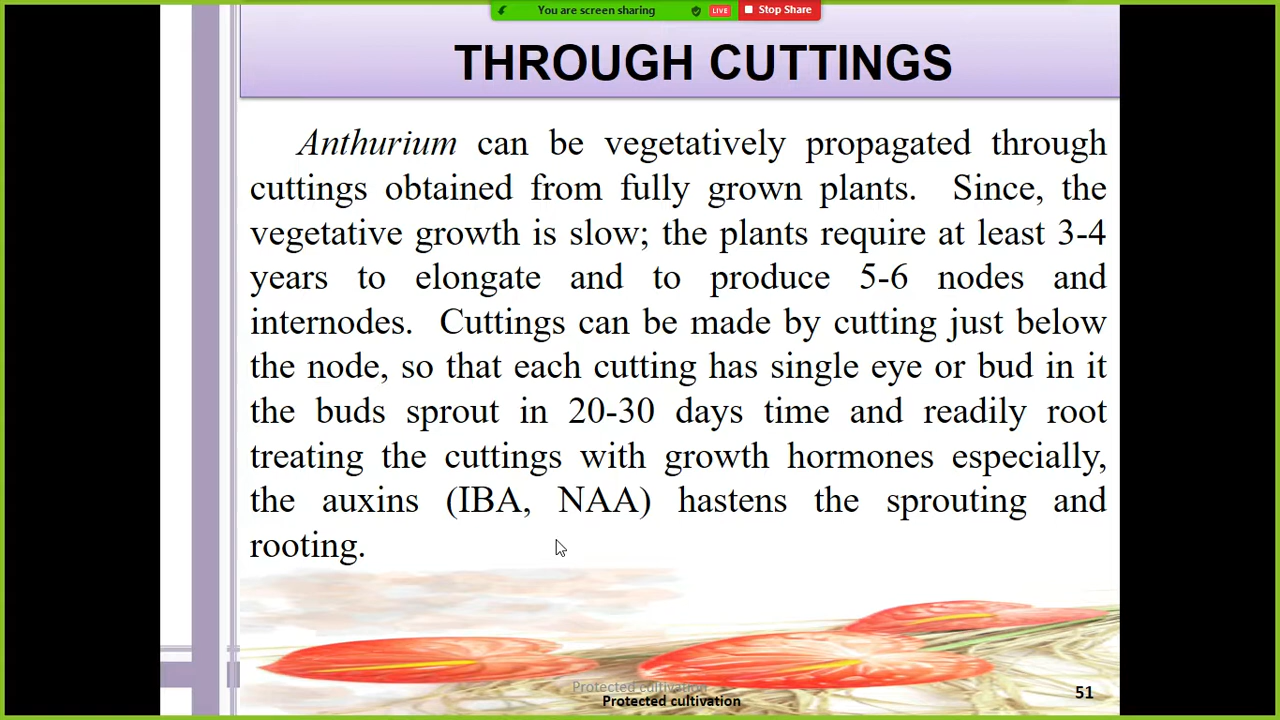 You are screen sharing LIVE Stop Share
THROUGH CUTTINGS
Anthurium can be vegetatively propagated through
cuttings obtained from fully grown plants. Since, the
vegetative growth is slow; the plants require at least 3-4
years to elongate and to produce 5-6 nodes and
internodes. Cuttings can be made by cutting just below
the node, so that each cutting has single eye or bud in it
the buds sprout in 20-30 days time and readily root
treating the cuttings with growth hormones especially,
the auxins (IBA, NAA) hastens the sprouting and
rooting.
Protected cultivation
Protected cultivation
51